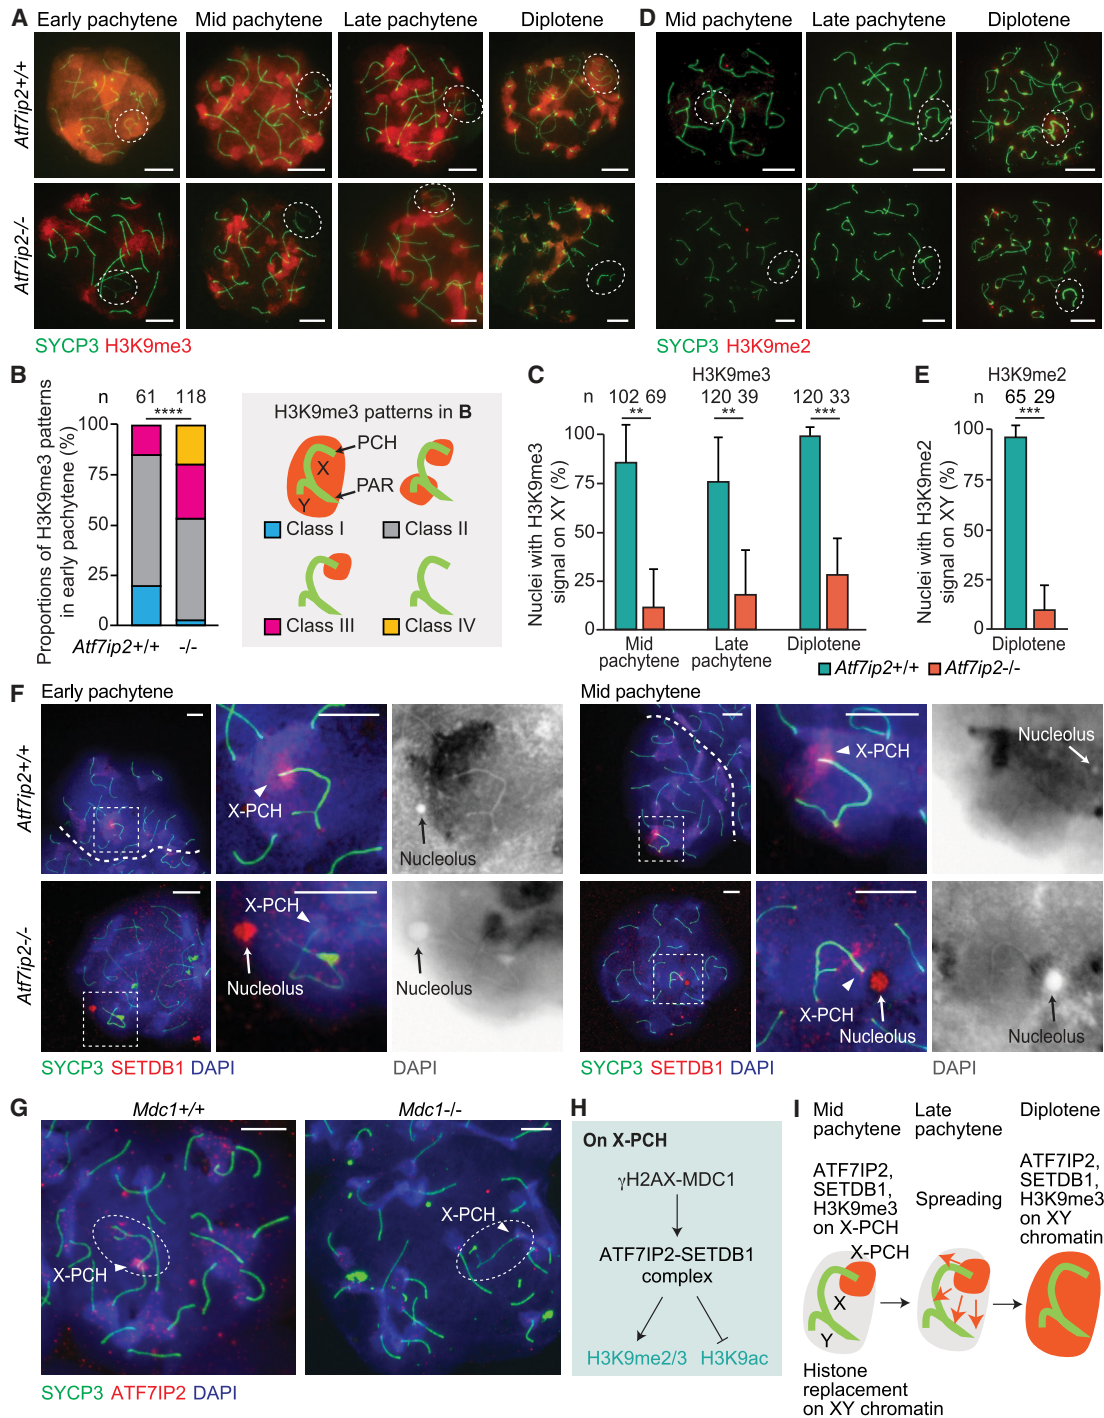 A
Early pachytene
Mid pachytene
Late pachytene
Diplotene
Atf7ip2+/+
Atf7ip2-/-
SYCP3 H3K9me3
D
Mid pachytene
Late pachytene
Diplotene
SYCP3 H3K9me2
B
n 61 118
****
Proportions of H3K9me3 patterns
in early pachytene (%)
100
75
50
25
0
Atf7ip2+/+ -/-
H3K9me3 patterns in B
PCH
X
PAR
Y
Class I
Class II
Class III
Class IV
C
H3K9me3
n 102 69 120 39 120 33
** ** ***
Nuclei with H3K9me3
signal on XY (%)
100
75
50
25
0
Mid
pachytene
Late
pachytene
Diplotene
E
H3K9me2
n 65 29
***
Nuclei with H3K9me2
signal on XY (%)
100
75
50
25
0
Diplotene
Atf7ip2+/+ Atf7ip2-/-
F
Early pachytene
Mid pachytene
Atf7ip2+/+
X-PCH
Nucleolus
X-PCH
Nucleolus
Atf7ip2-/-
X-PCH
Nucleolus
Nucleolus
X-PCH
Nucleolus
Nucleolus
SYCP3 SETDB1 DAPI
DAPI
SYCP3 SETDB1 DAPI
DAPI
G
Mdc1+/+
Mdc1-/-
X-PCH
X-PCH
SYCP3 ATF7IP2 DAPI
H
On X-PCH
γH2AX-MDC1
ATF7IP2-SETDB1
complex
H3K9me2/3 H3K9ac
I
Mid
pachytene
Late
pachytene
Diplotene
ATF7IP2,
SETDB1,
H3K9me3
on X-PCH
Spreading
ATF7IP2,
SETDB1,
H3K9me3
on XY
chromatin
X-PCH
X
Y
Histone
replacement
on XY chromatin